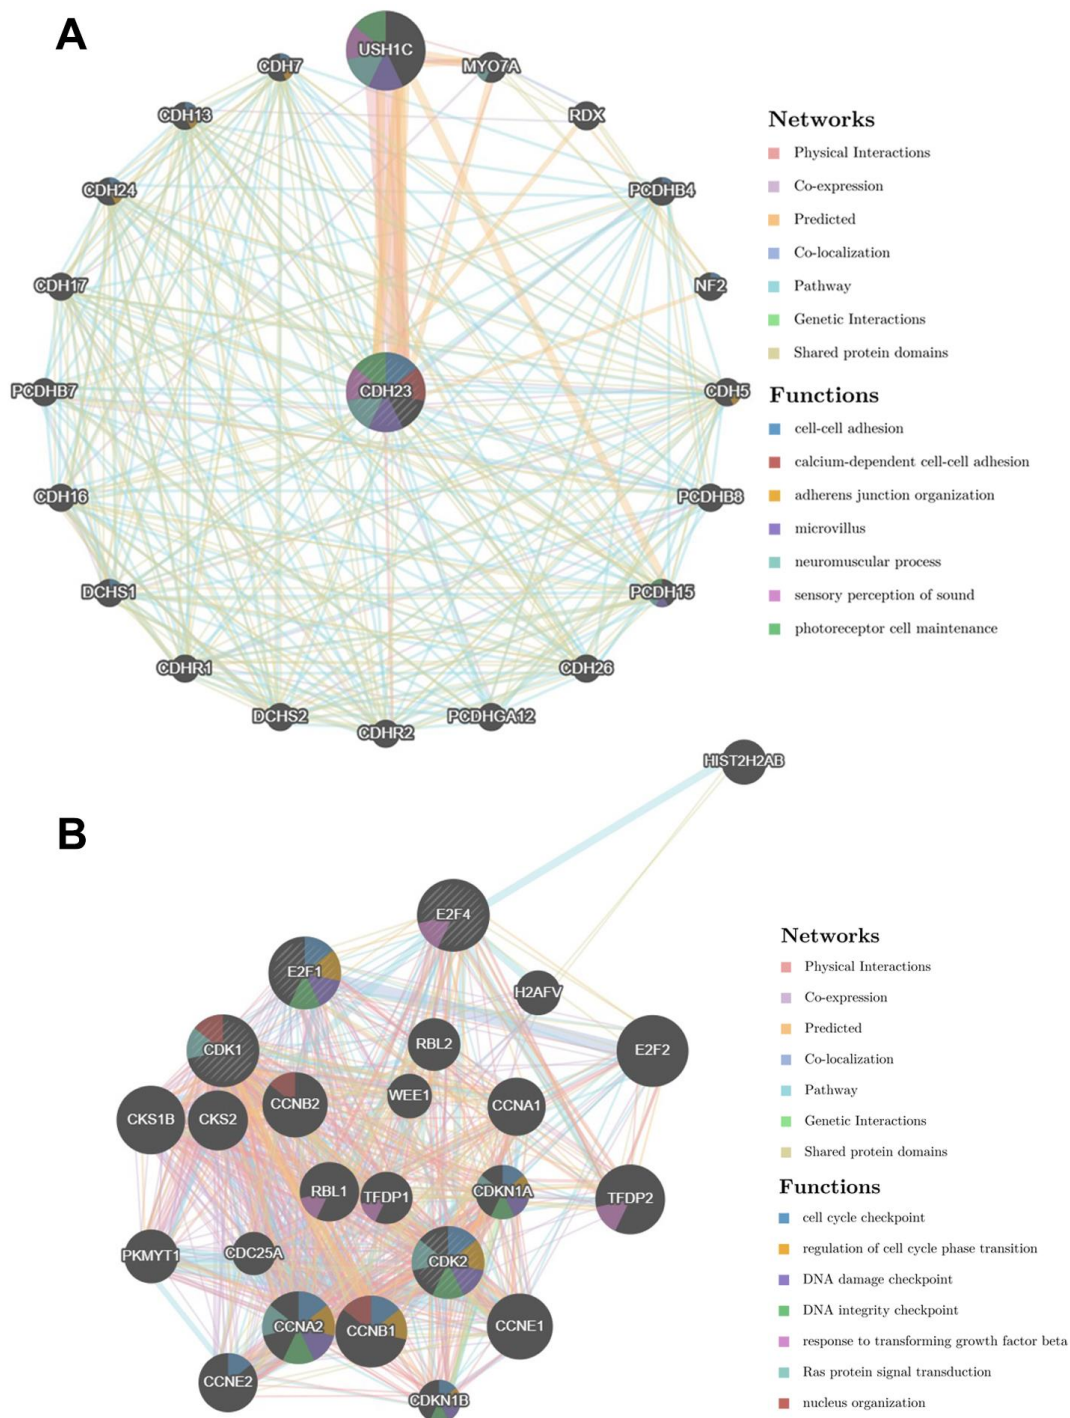 A
USH1C
CDH7
MYO7A
CDH13
RDX
CDH24
PCDHB4
CDH17
NF2
PCDHB7
CDH23
CDH5
CDH16
PCDHB8
DCHS1
PCDH15
CDHR1
CDH26
DCHS2
PCDHGA12
CDHR2
Networks
Physical Interactions
Co-expression
Predicted
Co-localization
Pathway
Genetic Interactions
Shared protein domains
Functions
cell-cell adhesion
calcium-dependent cell-cell adhesion
adherens junction organization
microvillus
neuromuscular process
sensory perception of sound
photoreceptor cell maintenance
B
HIST2H2AB
E2F4
E2F1
H2AFV
CDK1
RBL2
E2F2
WEE1
CCNB2
CCNA1
CKS1B
CKS2
RBL1
TFDP1
CDKN1A
TFDP2
PKMYT1
CDC25A
CDK2
CCNA2
CCNB1
CCNE1
CCNE2
CDKN1B
Networks
Physical Interactions
Co-expression
Predicted
Co-localization
Pathway
Genetic Interactions
Shared protein domains
Functions
cell cycle checkpoint
regulation of cell cycle phase transition
DNA damage checkpoint
DNA integrity checkpoint
response to transforming growth factor beta
Ras protein signal transduction
nucleus organization